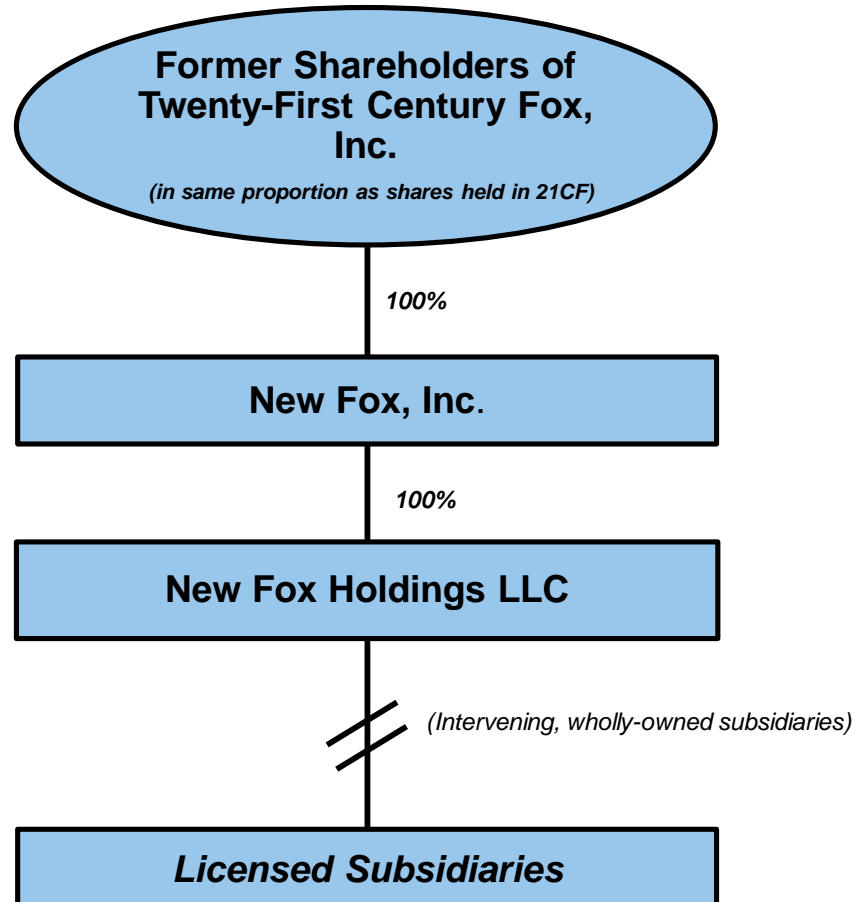 Former Shareholders of
Twenty-First Century Fox,
Inc.
(in same proportion as shares held in 21CF)
100%
New Fox, Inc.
100%
New Fox Holdings LLC
(Intervening, wholly-owned subsidiaries)
Licensed Subsidiaries